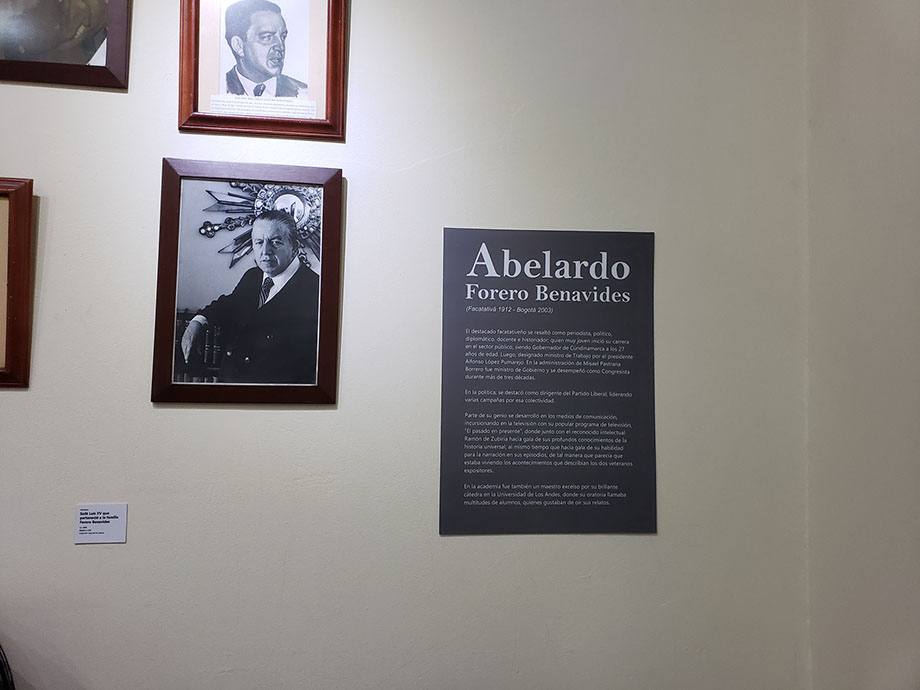 Abelardo
Forero Benavides
(Facatativá 1912 - Bogotá 2003)
El destacado facatativeño se resaltó como periodista, político,
diplomático, docente e historiador; quien muy joven inició su carrera
en el sector público, siendo Gobernador de Cundinamarca a los 27
años de edad. Luego, designado ministro de Trabajo por el presidente
Alfonso López Pumarejo. En la administración de Misael Pastrana
Borrero fue ministro de Gobierno y se desempeñó como Congresista
durante más de tres décadas.
En la política, se destacó como dirigente del Partido Liberal, liderando
varias campañas por esa colectividad.
Parte de su genio se desarrolló en los medios de comunicación,
incursionando en la televisión con su popular programa de televisión,
"El pasado en presente", donde junto con el reconocido intelectual
Ramón de Zubiría hacía gala de sus profundos conocimientos de la
historia universal, al mismo tiempo que hacía gala de su habilidad
para la narración en sus episodios, de tal manera que parecía que
estaba viviendo los acontecimientos que describían los dos veteranos
expositores.
En la academia fue también un maestro excelso por su brillante
cátedra en la Universidad de Los Andes, donde su oratoria llamaba
multitudes de alumnos, quienes gustaban de oír sus relatos.
Sofá Luis XV que
perteneció a la familia
Forero Benavides